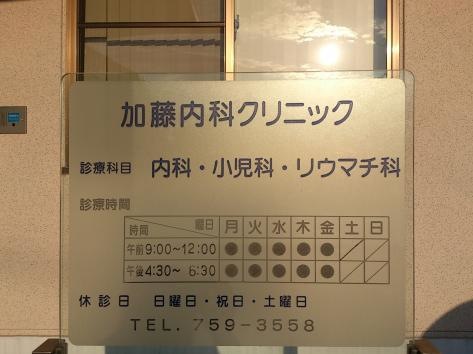 加藤内科クリニック
診療科目 内科・小児科・リウマチ科
診療時間
時間 曜日 月 火 水 木 金 土 日
午前 9:00~12:00 ● ● ● ● ● ／ ／
午後 4:30~ 6:30 ● ● ● ● ● ／ ／
休診日 日曜日・祝日・土曜日
TEL. 759-3558